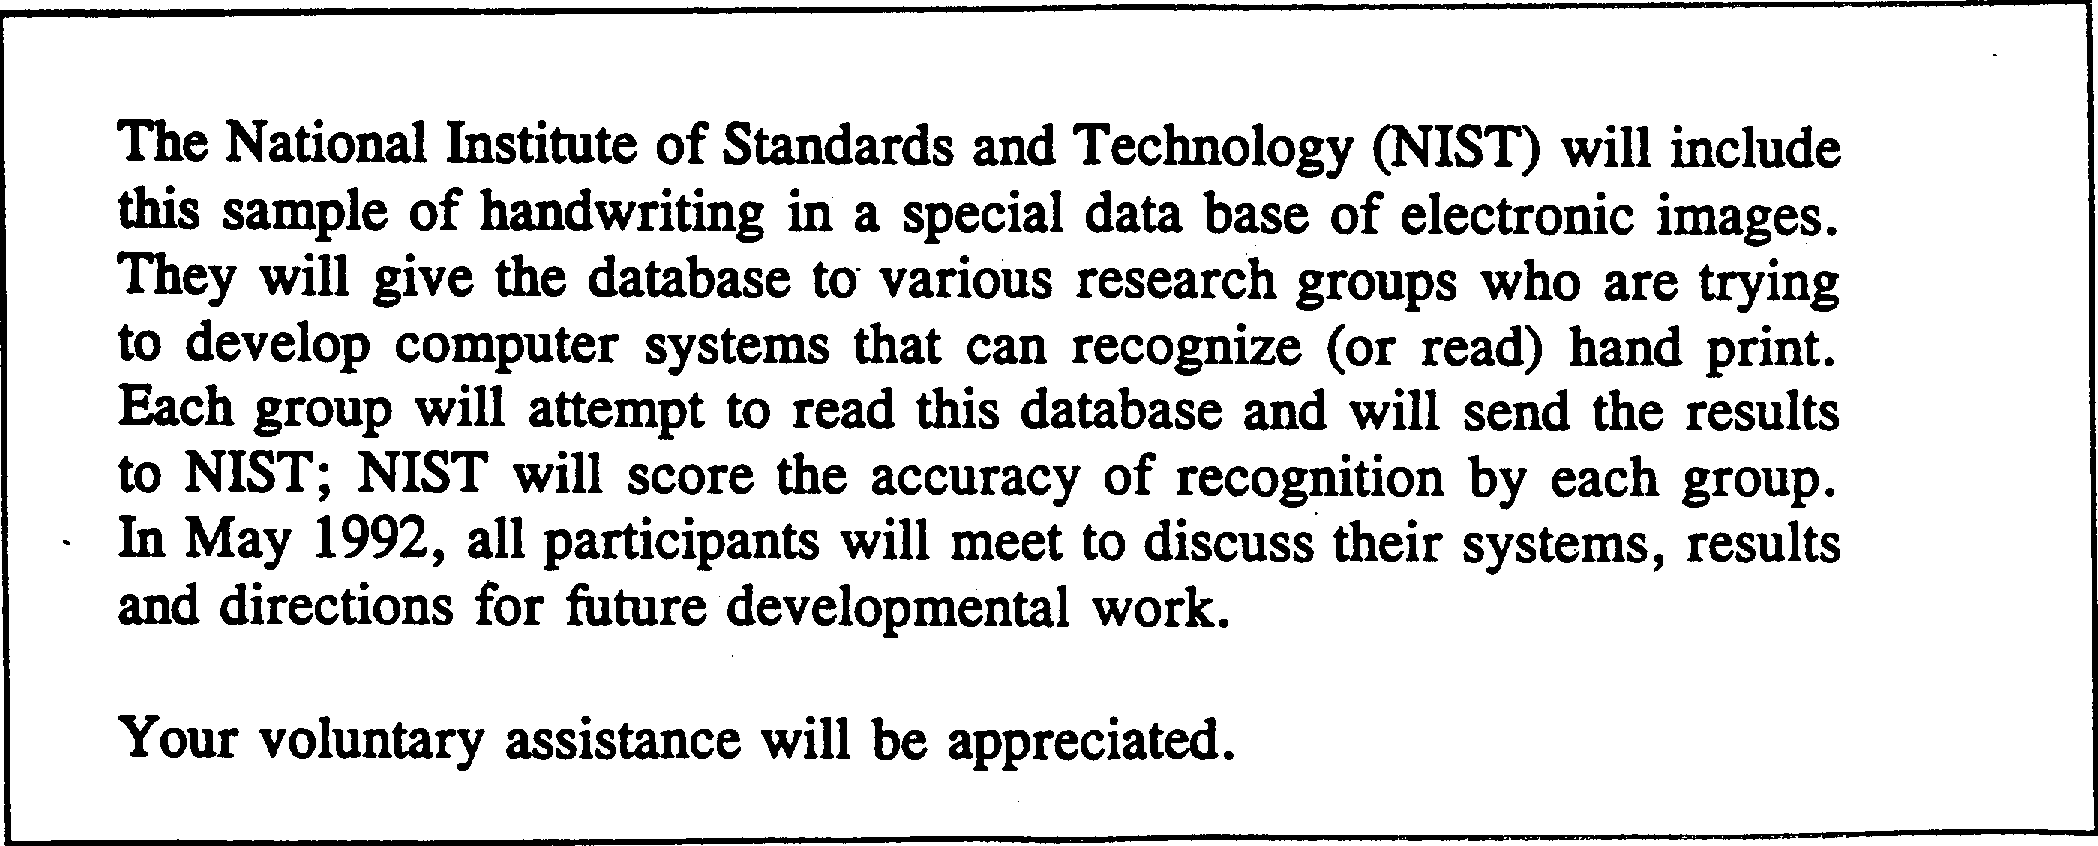 The National Institute of Standards and Technology (NIST) will include
this sample of handwriting in a special data base of electronic images.
They will give the database to various research groups who are trying
to develop computer systems that can recognize (or read) hand print.
Each group will attempt to read this database and will send the results
to NIST; NIST will score the accuracy of recognition by each group.
In May 1992, all participants will meet to discuss their systems, results
and directions for future developmental work.
Your voluntary assistance will be appreciated.